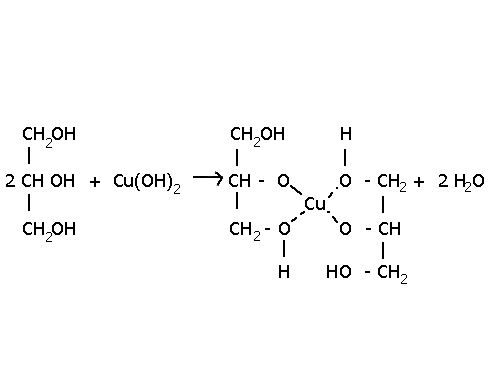 CH2OH CH2OH H
2 CH OH + Cu(OH)2 → CH - O O - CH2 + 2 H2O
Cu
CH2OH CH2 - O O - CH
H HO - CH2